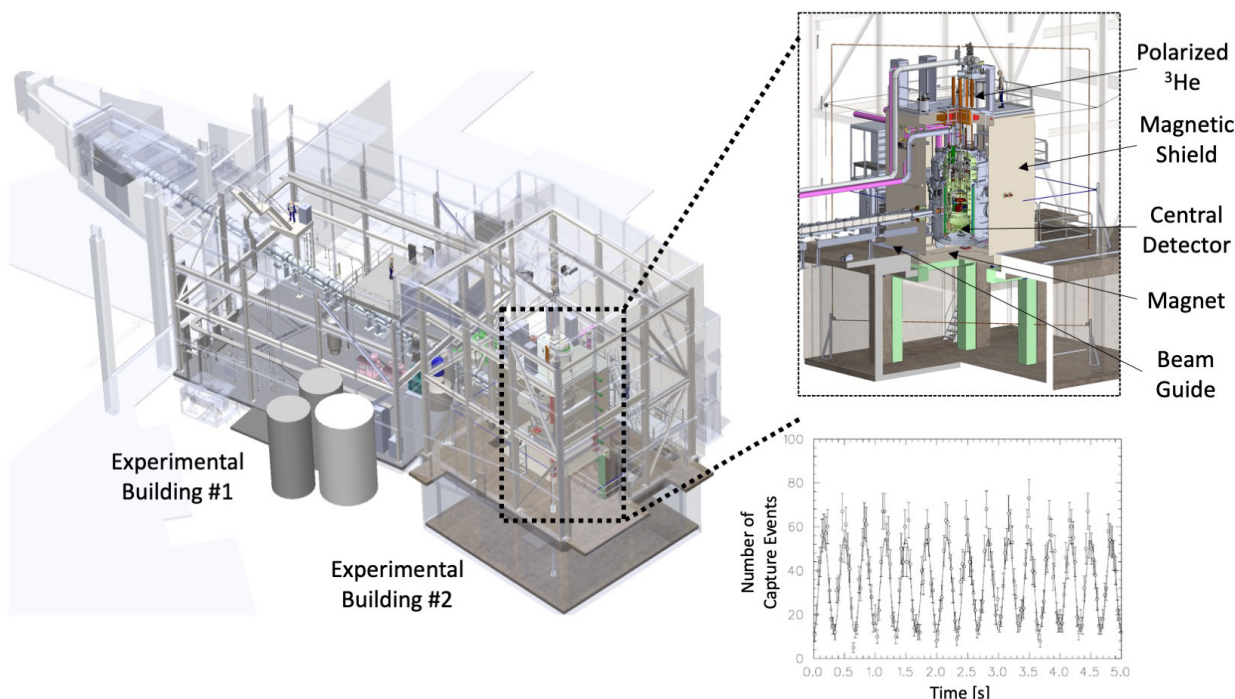 Polarized
³He
Magnetic
Shield
Central
Detector
Magnet
Beam
Guide
Experimental
Building #1
Experimental
Building #2
100
80
60
40
20
0
Number of
Capture Events
0.0 0.5 1.0 1.5 2.0 2.5 3.0 3.5 4.0 4.5 5.0
Time [s]